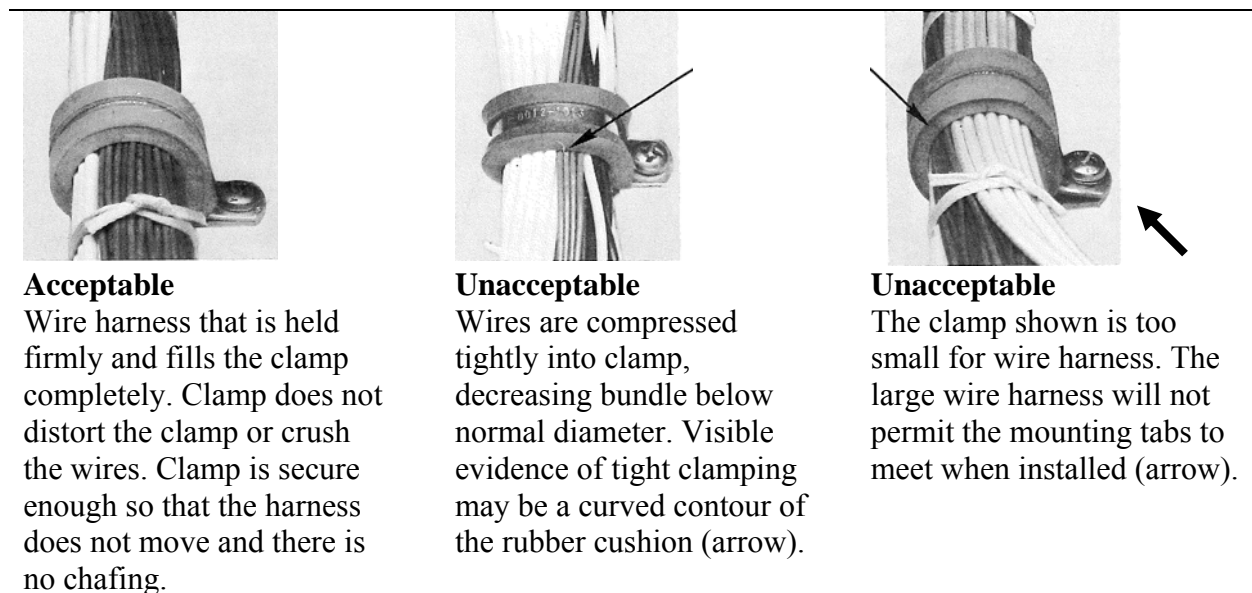 Acceptable
Wire harness that is held
firmly and fills the clamp
completely. Clamp does not
distort the clamp or crush
the wires. Clamp is secure
enough so that the harness
does not move and there is
no chafing.
Unacceptable
Wires are compressed
tightly into clamp,
decreasing bundle below
normal diameter. Visible
evidence of tight clamping
may be a curved contour of
the rubber cushion (arrow).
Unacceptable
The clamp shown is too
small for wire harness. The
large wire harness will not
permit the mounting tabs to
meet when installed (arrow).